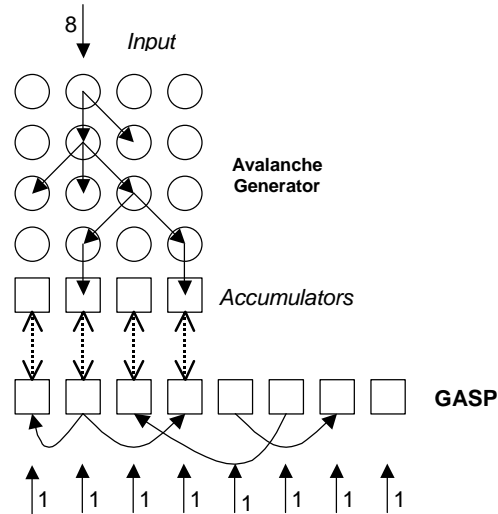 8
Input
Avalanche
Generator
Accumulators
GASP
1 1 1 1 1 1 1 1